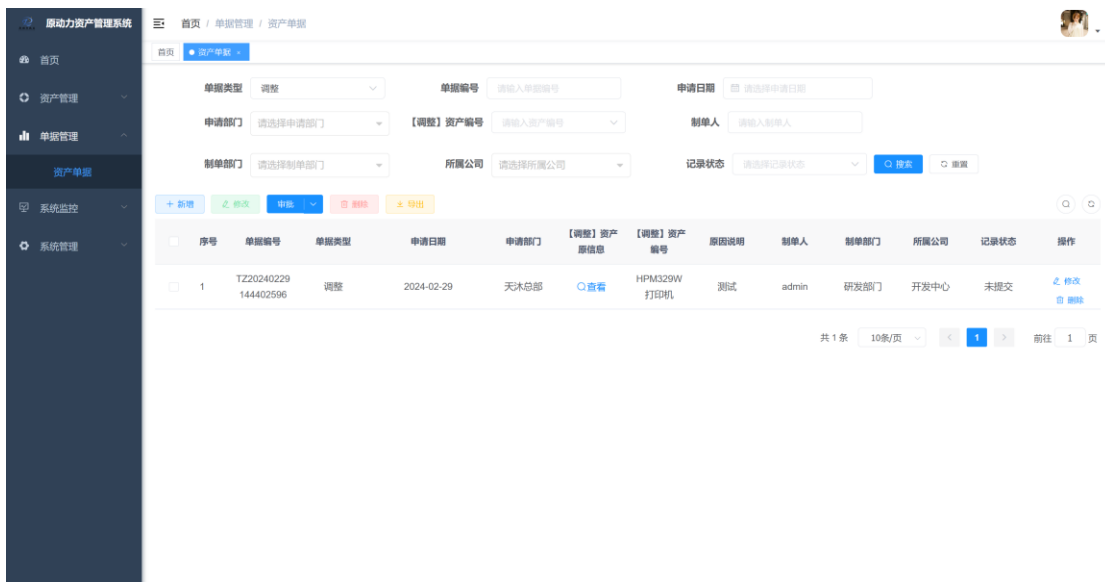 原动力资产管理系统
首页 / 单据管理 / 资产单据
首页
资产单据 ×
首页
资产管理
单据管理
资产单据
系统监控
系统管理
单据类型 调整
单据编号 请输入单据编号
申请日期 请选择申请日期
申请部门 请选择申请部门
【调整】资产编号 请输入资产编号
制单人 请输入制单人
制单部门 请选择制单部门
所属公司 请选择所属公司
记录状态 请选择记录状态
搜索
重置
+ 新增
修改
审批
删除
导出
序号 单据编号 单据类型 申请日期 申请部门 【调整】资产原信息 【调整】资产编号 原因说明 制单人 制单部门 所属公司 记录状态 操作
1 TZ20240229144402596 调整 2024-02-29 天沐总部 查看 HPM329W打印机 测试 admin 研发部门 开发中心 未提交 修改
删除
共 1 条 10条/页 < 1 > 前往 1 页